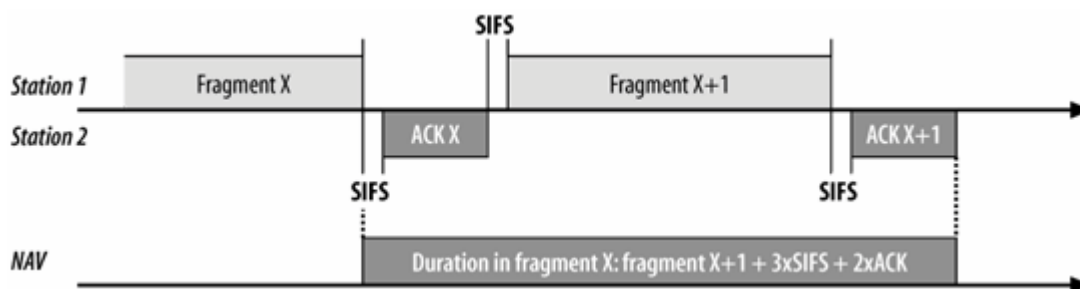 SIFS
Station 1
Fragment X
Fragment X+1
Station 2
ACK X
ACK X+1
SIFS
SIFS
NAV
Duration in fragment X: fragment X+1 + 3xSIFS + 2xACK